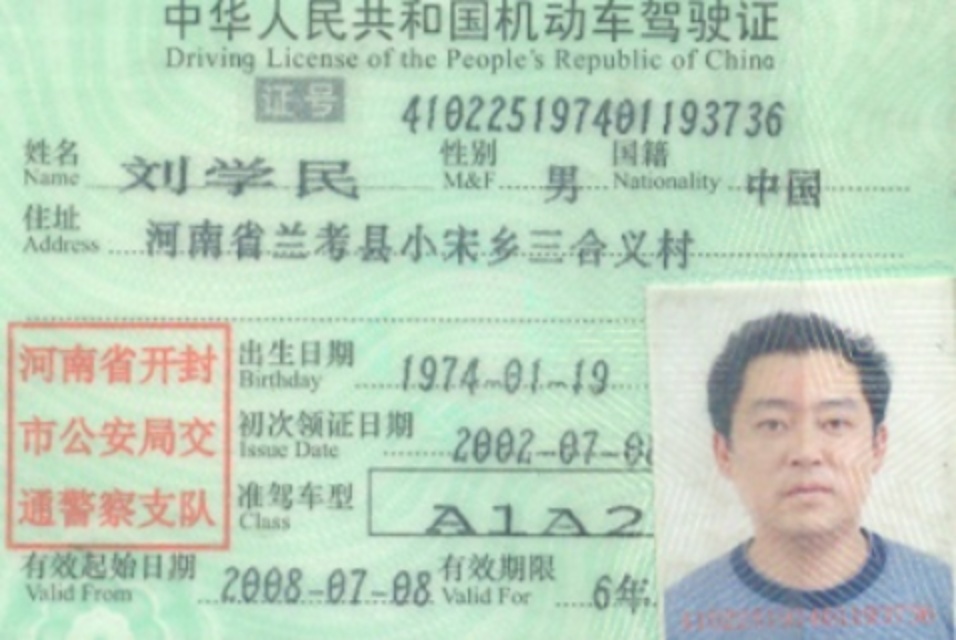 中华人民共和国机动车驾驶证
Driving License of the People's Republic of China
证号 410225197401193736
姓名 刘学民 性别 男 国籍 中国
Name M&F Nationality
住址 河南省兰考县小宋乡三合义村
Address
河南省开封
市公安局交
通警察支队
出生日期 1974-01-19
Birthday
初次领证日期 2002-07-08
Issue Date
准驾车型 A1A2
Class
有效起始日期 2008-07-08 有效期限 6年
Valid From Valid For
410225197401193736